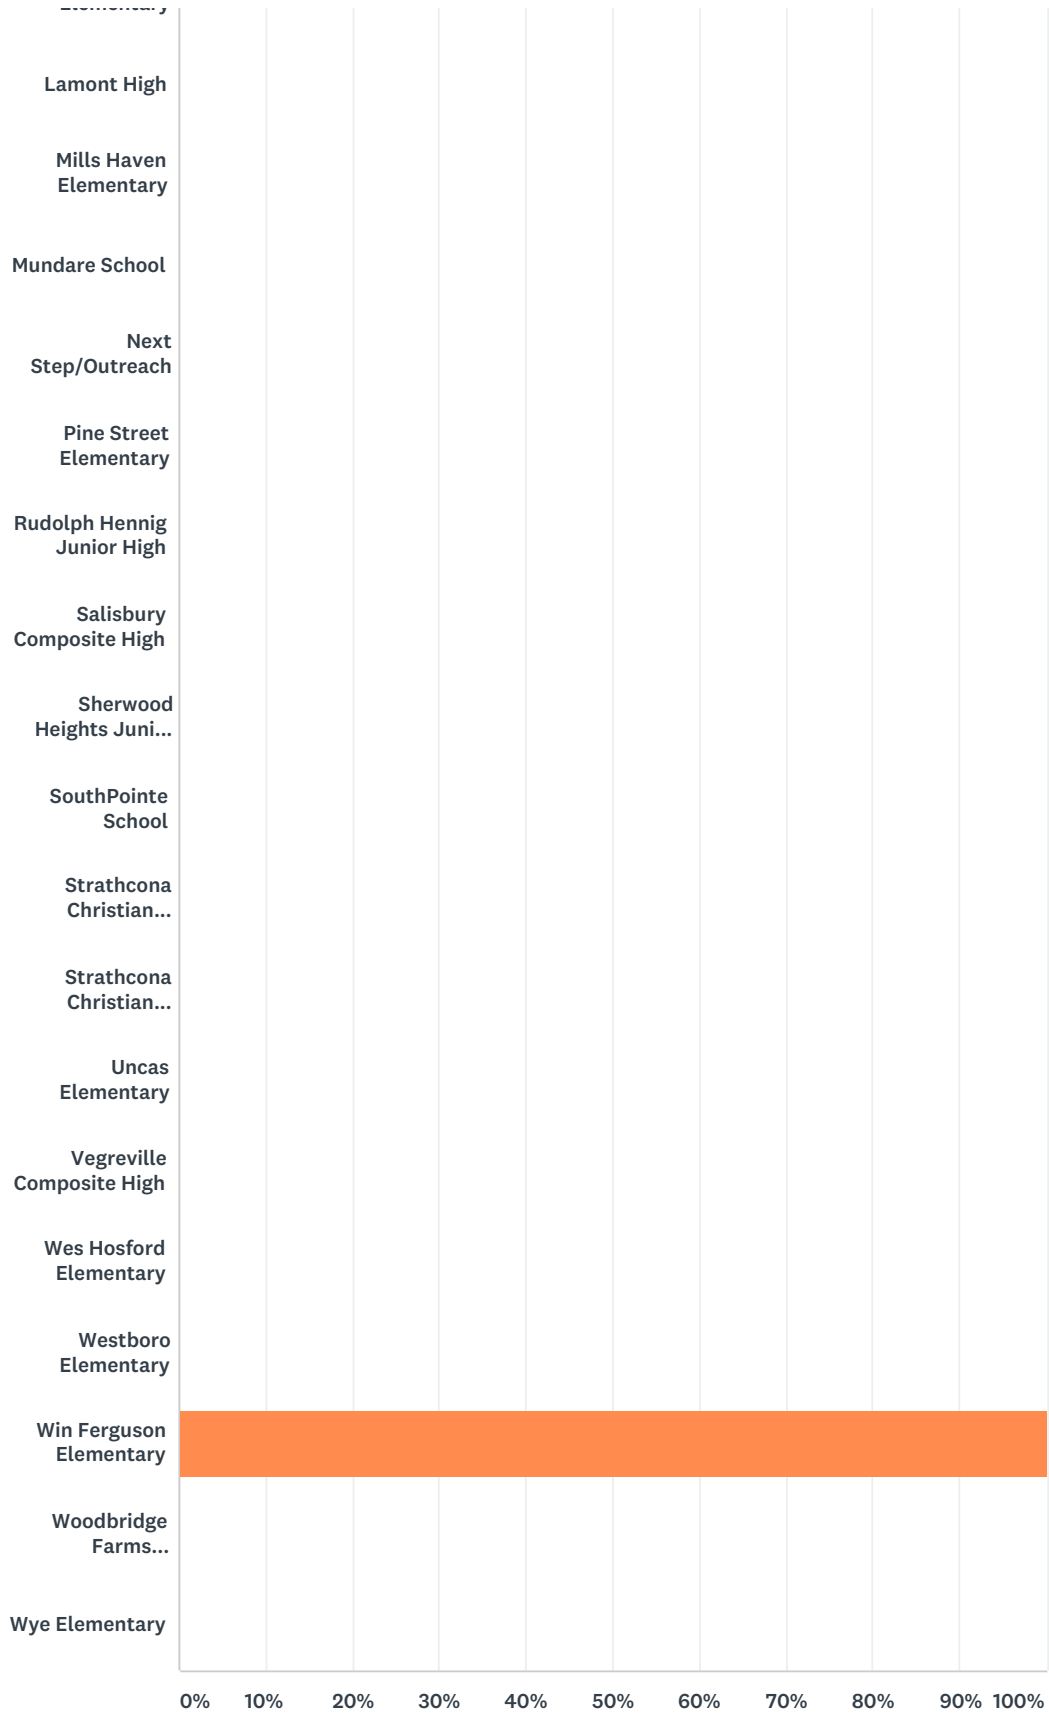 Elementary
Lamont High
Mills Haven
Elementary
Mundare School
Next
Step/Outreach
Pine Street
Elementary
Rudolph Hennig
Junior High
Salisbury
Composite High
Sherwood
Heights Juni...
SouthPointe
School
Strathcona
Christian...
Strathcona
Christian...
Uncas
Elementary
Vegreville
Composite High
Wes Hosford
Elementary
Westboro
Elementary
Win Ferguson
Elementary
Woodbridge
Farms...
Wye Elementary
0% 10% 20% 30% 40% 50% 60% 70% 80% 90% 100%